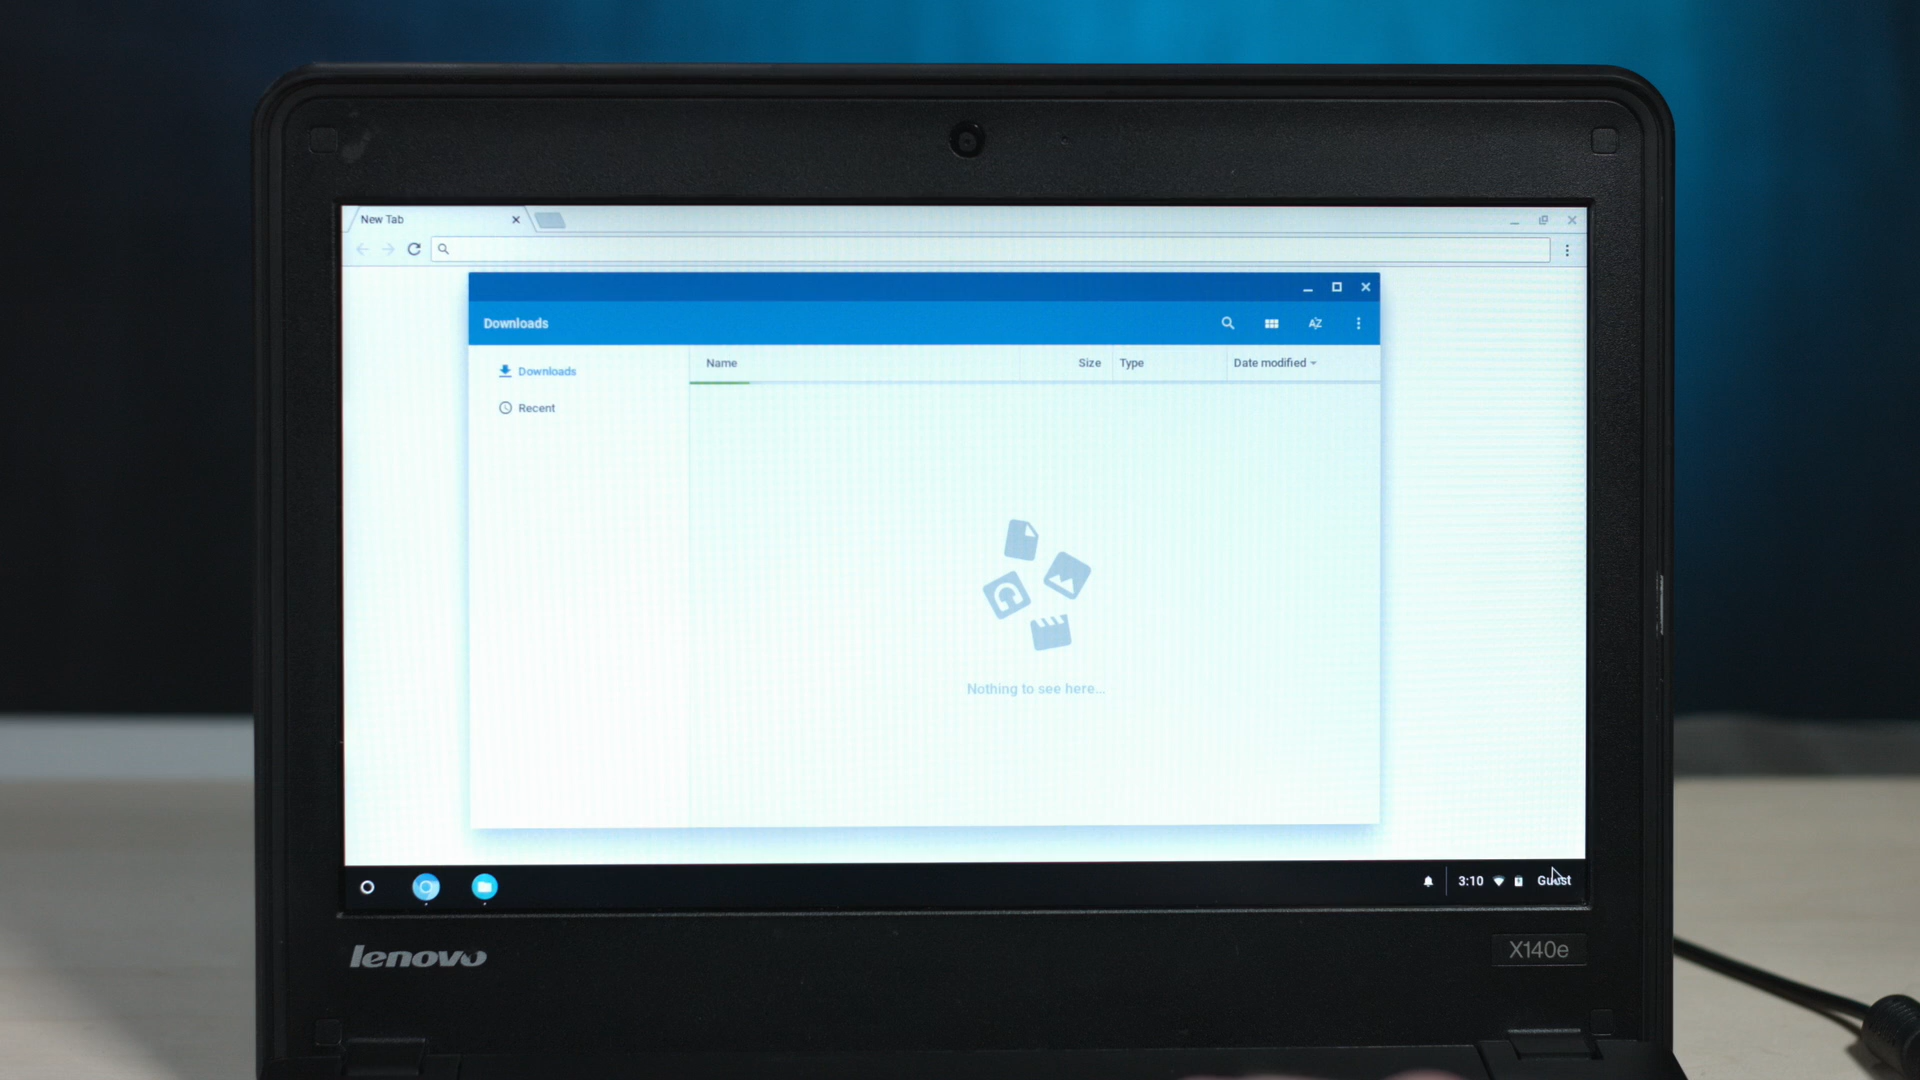 New Tab
Downloads
Downloads
Recent
Name
Size
Type
Date modified
Nothing to see here...
3:10
Guest
lenovo
X140e